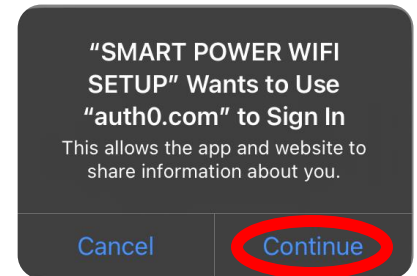 “SMART POWER WIFI
SETUP” Wants to Use
“auth0.com” to Sign In
This allows the app and website to
share information about you.
Cancel
Continue